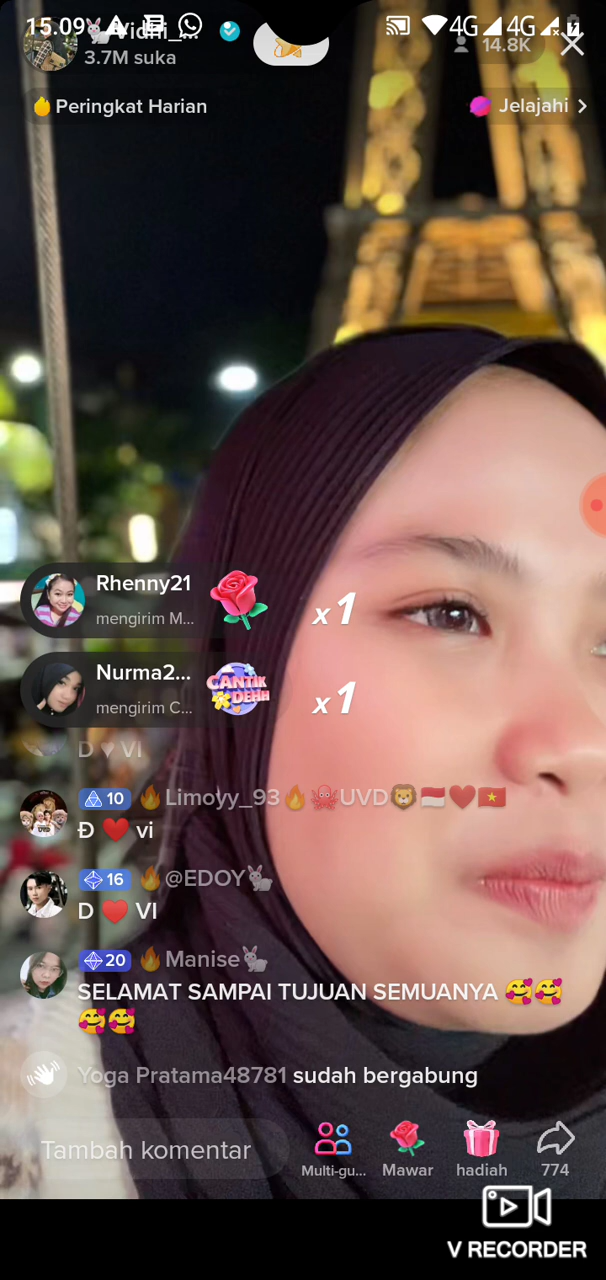 15.09
4G 4G
3.7M suka
14.8K
Peringkat Harian
Jelajahi
Rhenny21
mengirim M...
x1
Nurma2...
mengirim C...
CANTIK
DEHH
x1
D ♥ VI
10 🔥Limoyy_93🔥🐙UVD🦁🇮🇩❤️🇻🇳
Đ ❤️ vi
16 🔥@EDOY🐇
D ❤️ VI
20 🔥Manise🐇
SELAMAT SAMPAI TUJUAN SEMUANYA 🥰🥰
🥰🥰
Yoga Pratama48781 sudah bergabung
Tambah komentar
Multi-gu...
Mawar
hadiah
774
V RECORDER